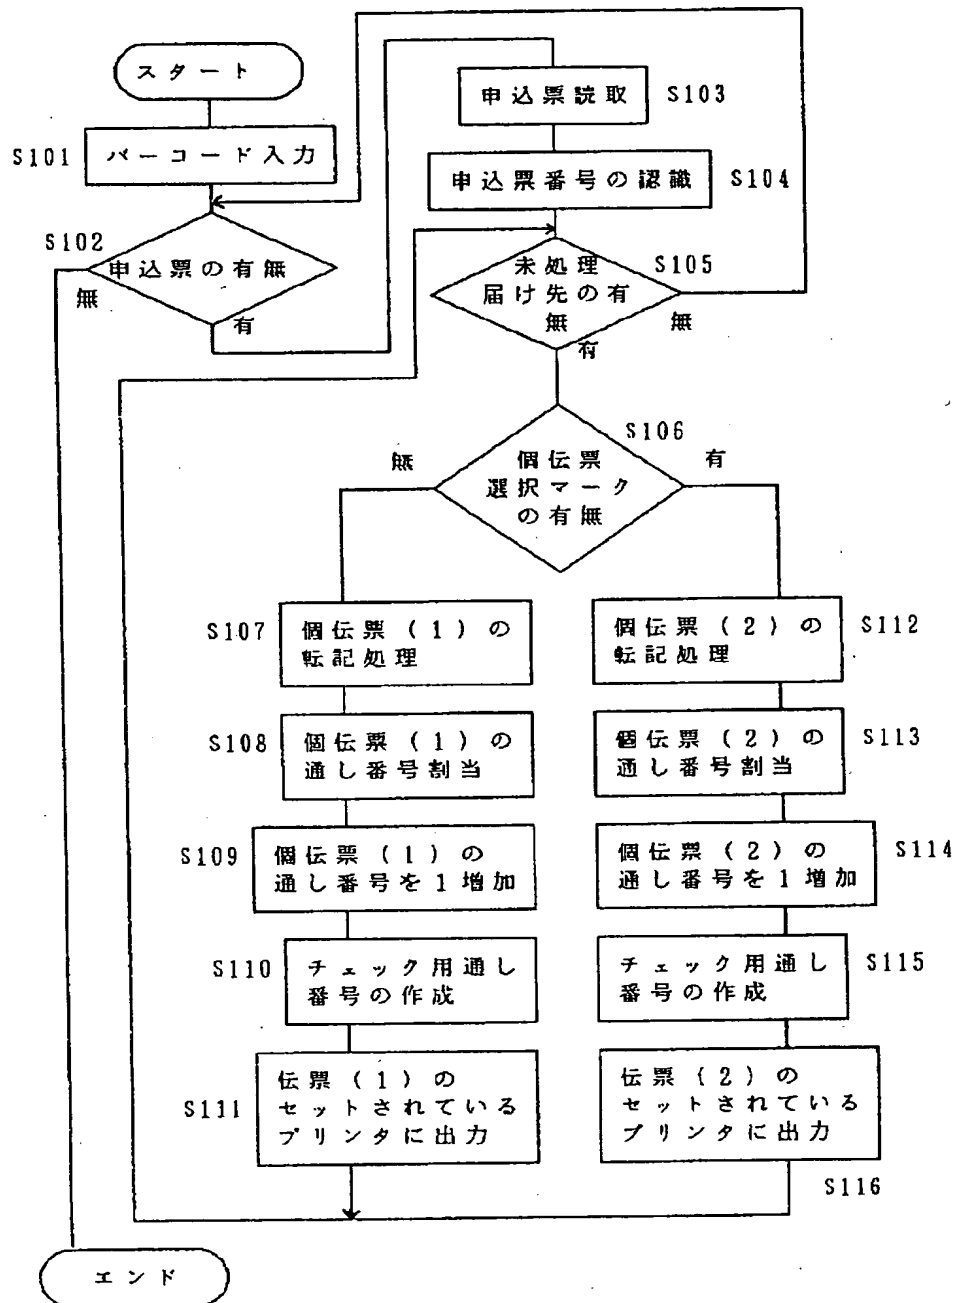 スタート
S101
バーコード入力
S102
申込票の有無
無
有
申込票読取
S103
申込票番号の認識
S104
未処理
届け先の有
無
S105
無
有
S106
個伝票
選択マーク
の有無
無
有
S107
個伝票(1)の
転記処理
S108
個伝票(1)の
通し番号割当
S109
個伝票(1)の
通し番号を1増加
S110
チェック用通し
番号の作成
S111
伝票(1)の
セットされている
プリンタに出力
個伝票(2)の
転記処理
S112
個伝票(2)の
通し番号割当
S113
個伝票(2)の
通し番号を1増加
S114
チェック用通し
番号の作成
S115
伝票(2)の
セットされている
プリンタに出力
S116
エンド